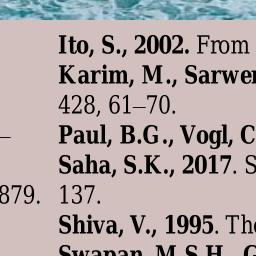 Ito, S., 2002. From
Karim, M., Sarwer
428, 61–70.
Paul, B.G., Vogl, C
–
Saha, S.K., 2017. S
879. 137.
Shiva, V., 1995. The
Swapan, M.S.H., G